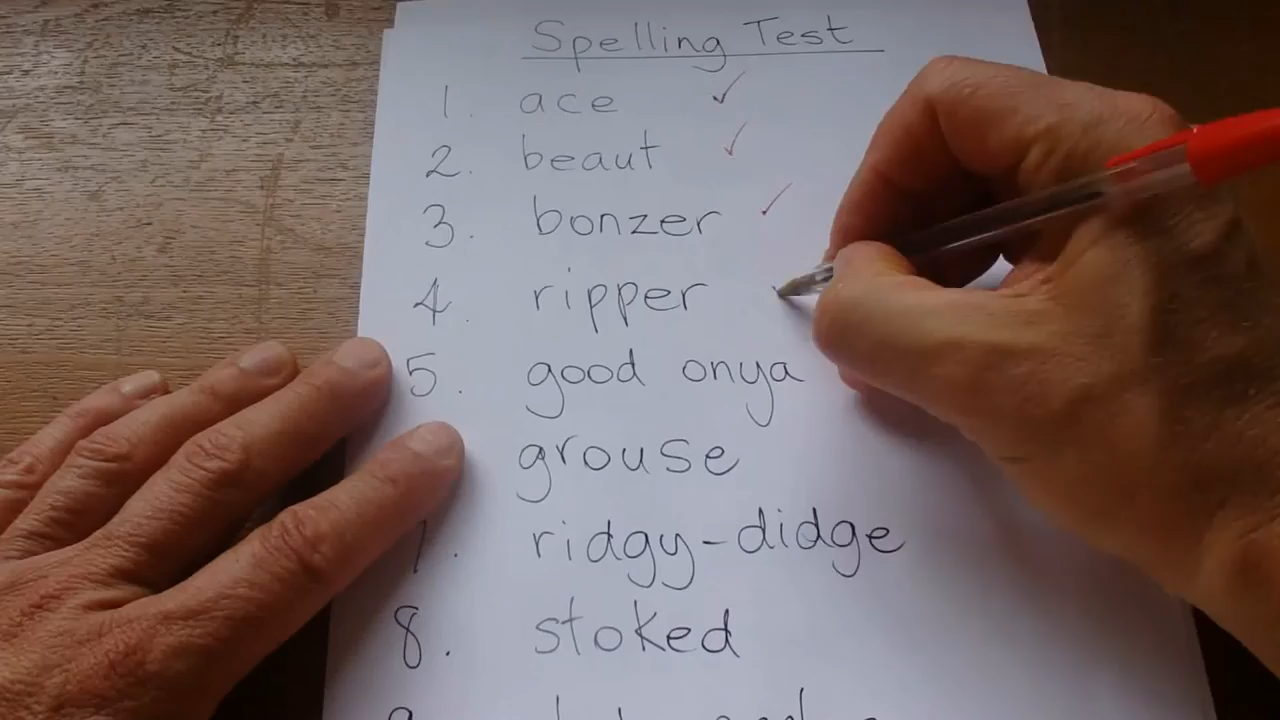 Spelling Test
1. ace
2. beaut
3. bonzer
4. ripper
5. good onya
grouse
7. ridgy-didge
8. stoked